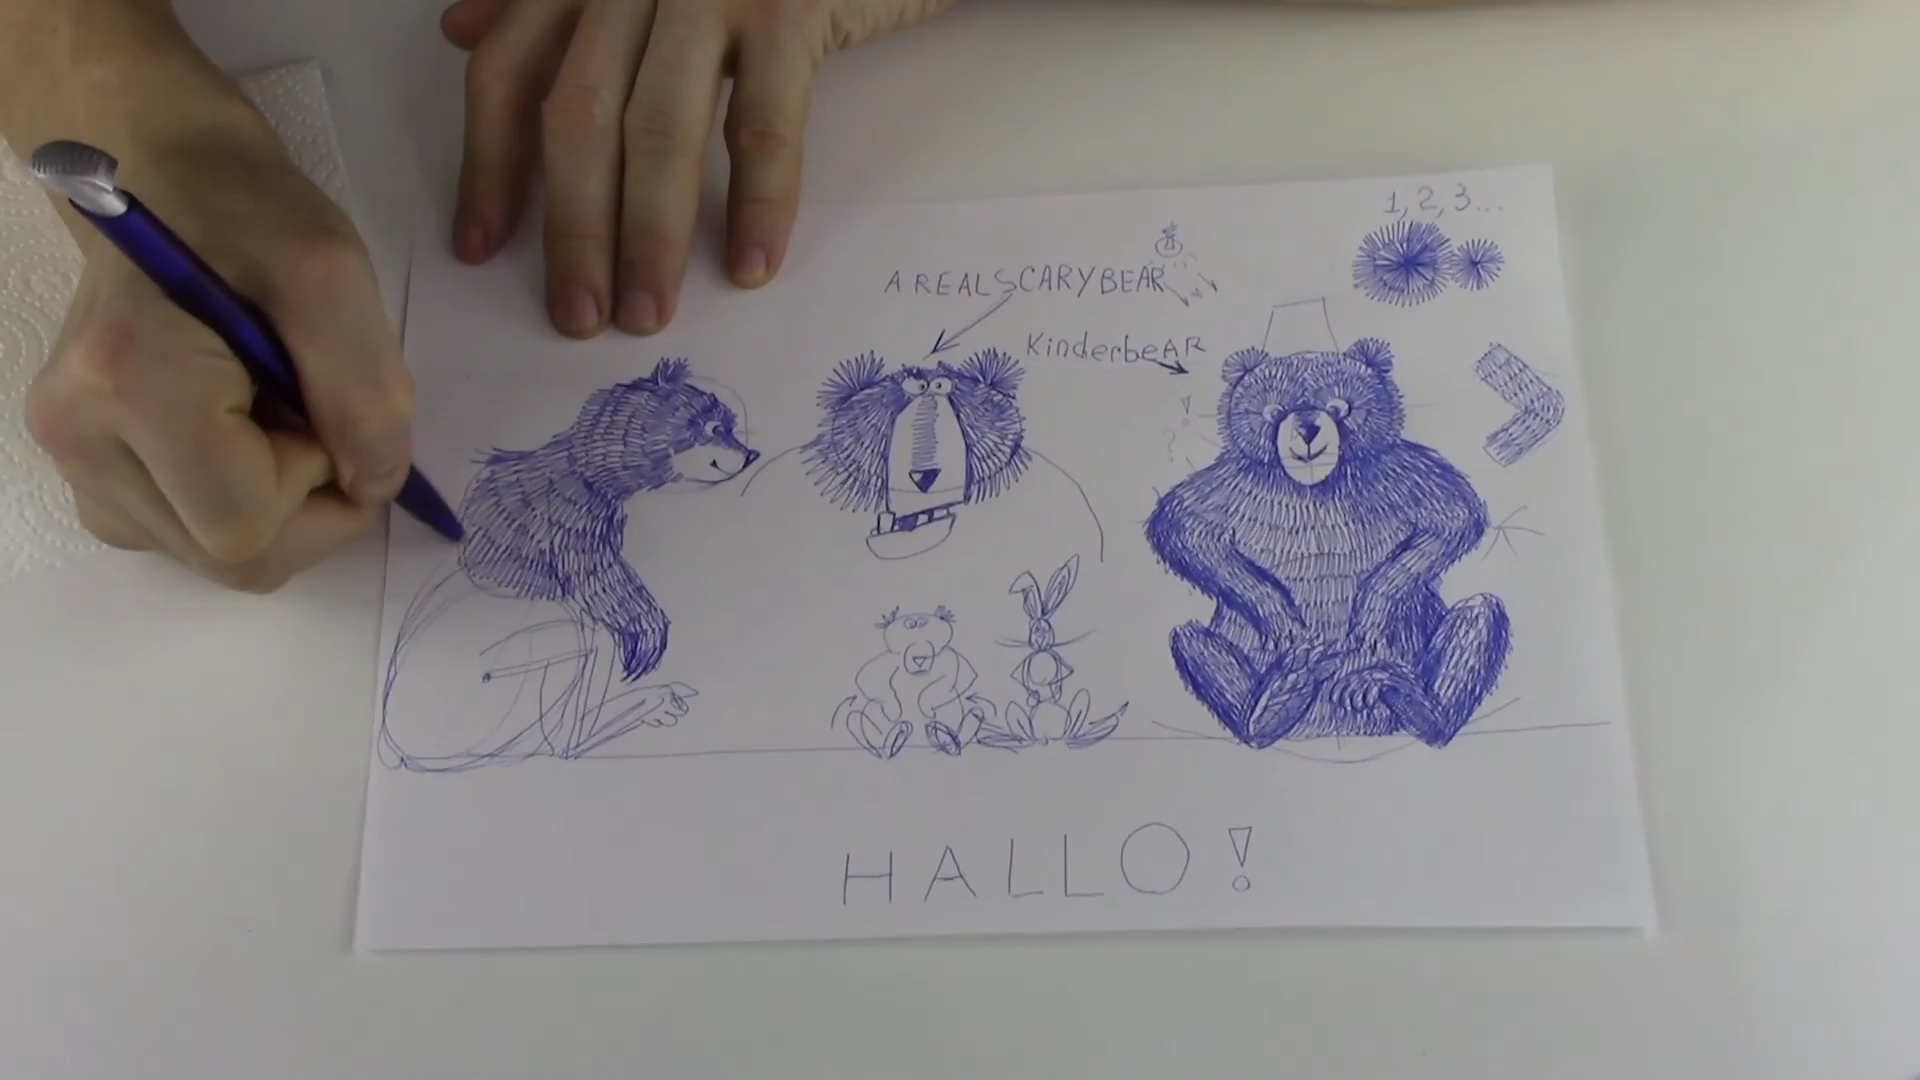 1, 2, 3...
A REAL SCARY BEAR
KinderbeAR
! 
?
HALLO!